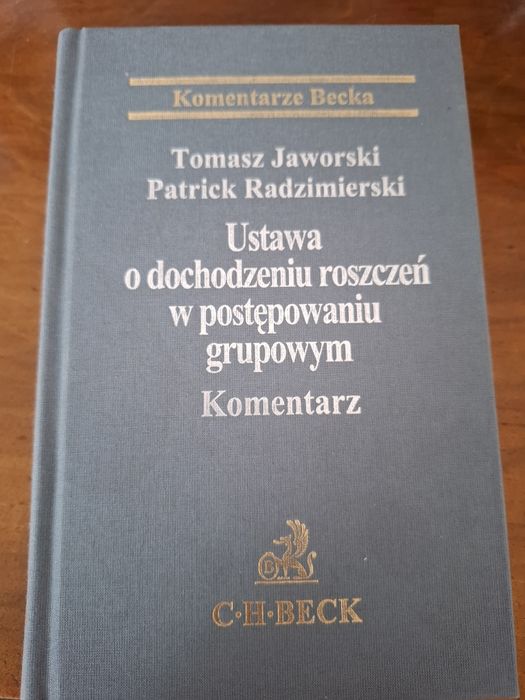 Komentarze Becka
Tomasz Jaworski
Patrick Radzimierski
Ustawa
o dochodzeniu roszczeń
w postępowaniu
grupowym
Komentarz
B
C·H·BECK